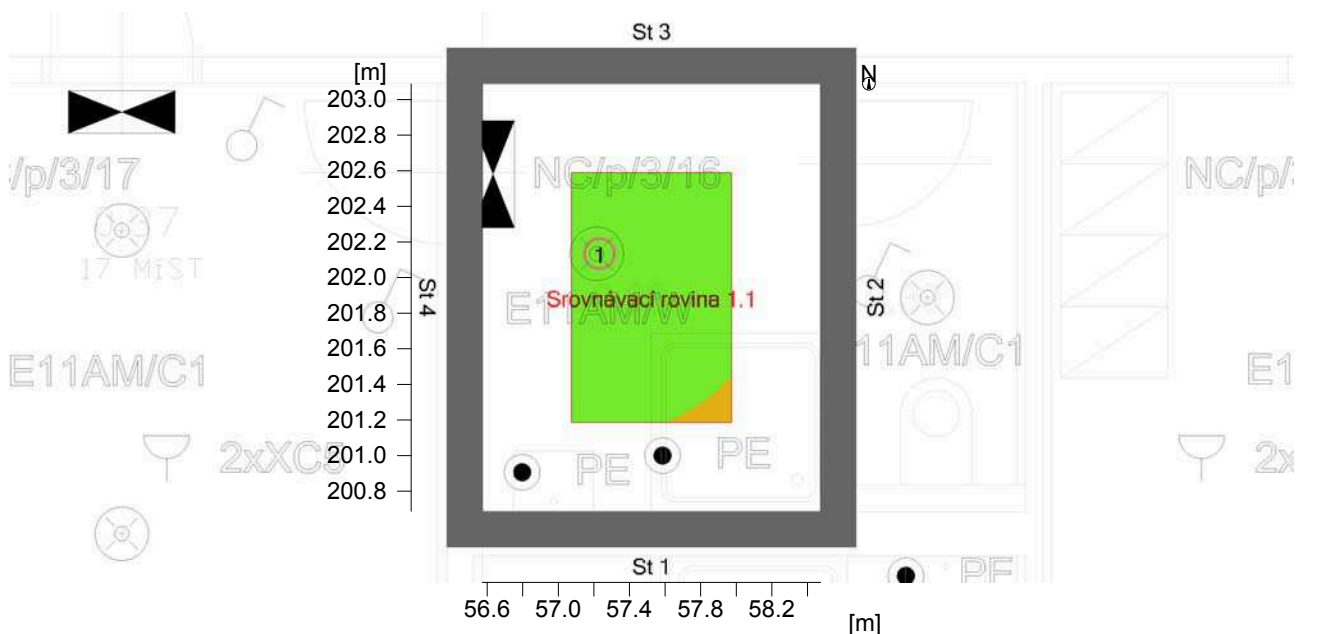 St 3
[m]
N
203.0
202.8
202.6
202.4
202.2
202.0
201.8
201.6
201.4
201.2
201.0
200.8
/p/3/17
17 MíST
E11AM/C1
2xXC5
St 4
NC/p/3/16
1
Srovnávací rovina 1.1
E11AM/W
PE
PE
St 2
11AM/C1
NC/p/
E1
2x
PE
St 1
56.6 57.0 57.4 57.8 58.2
[m]